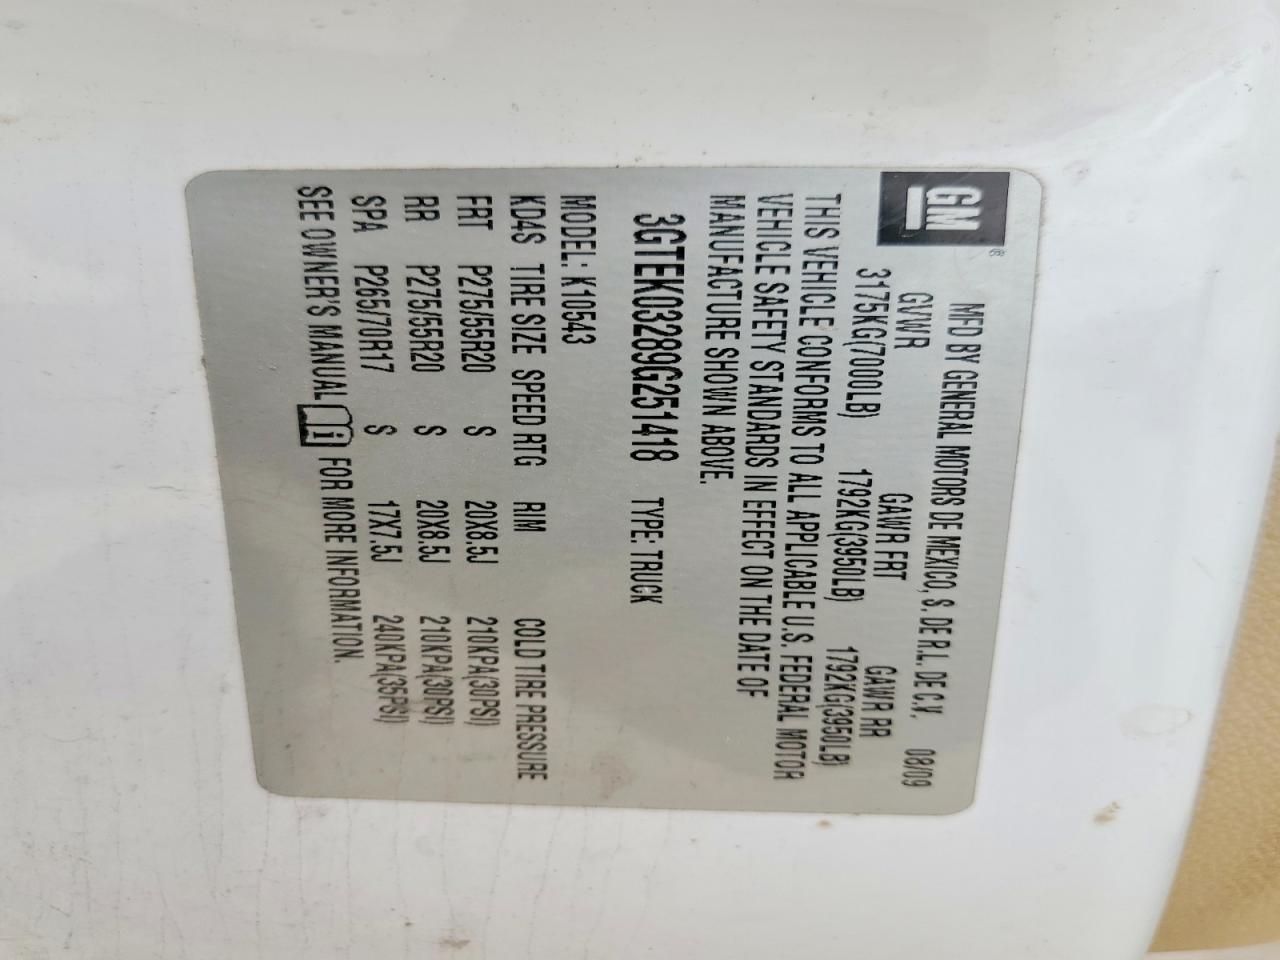 GM®
MFD BY GENERAL MOTORS DE MEXICO, S. DE R.L. DE C.V. 08/09
GVWR GAWR FRT GAWR RR
3175KG(7000LB) 1792KG(3950LB) 1792KG(3950LB)
THIS VEHICLE CONFORMS TO ALL APPLICABLE U.S. FEDERAL MOTOR
VEHICLE SAFETY STANDARDS IN EFFECT ON THE DATE OF
MANUFACTURE SHOWN ABOVE.
3GTEK03289G251418 TYPE: TRUCK
MODEL: K10543
KD4S TIRE SIZE SPEED RTG RIM COLD TIRE PRESSURE
FRT P275/55R20 S 20X8.5J 210KPA(30PSI)
RR P275/55R20 S 20X8.5J 210KPA(30PSI)
SPA P265/70R17 S 17X7.5J 240KPA(35PSI)
SEE OWNER'S MANUAL i FOR MORE INFORMATION.